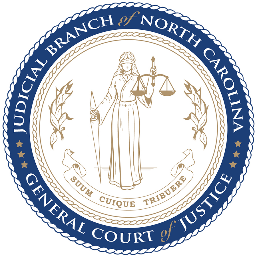 JUDICIAL BRANCH of NORTH CAROLINA
SUUM CUIQUE TRIBUERE
GENERAL COURT of JUSTICE